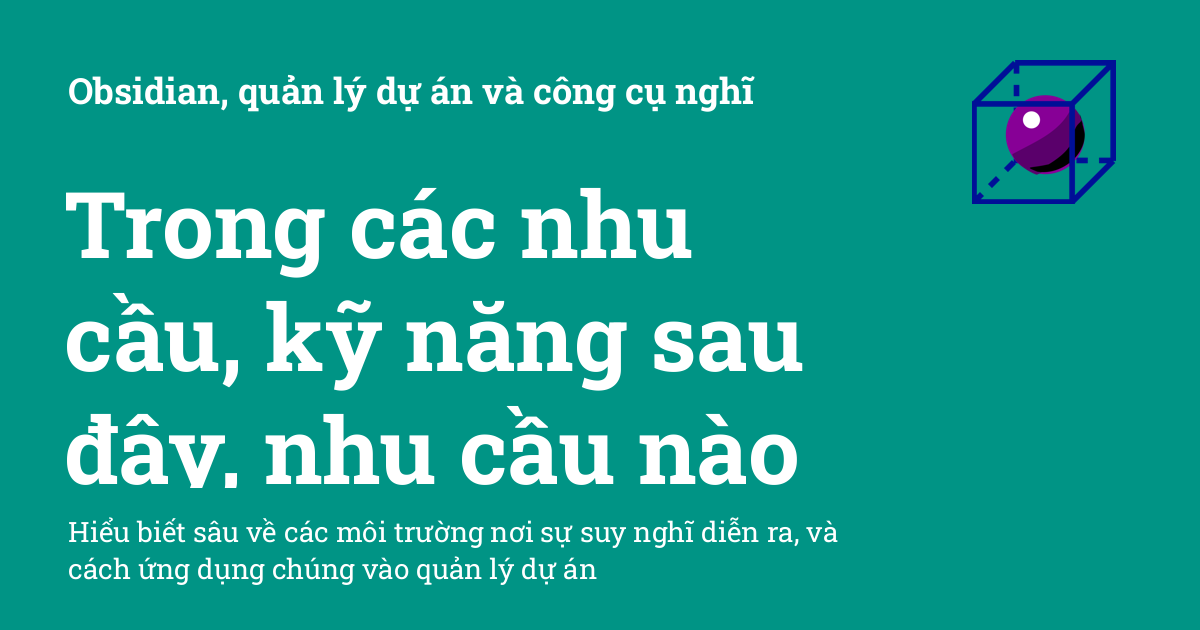 Obsidian, quản lý dự án và công cụ nghĩ
Trong các nhu
cầu, kỹ năng sau
đây, nhu cầu nào
Hiểu biết sâu về các môi trường nơi sự suy nghĩ diễn ra, và
cách ứng dụng chúng vào quản lý dự án